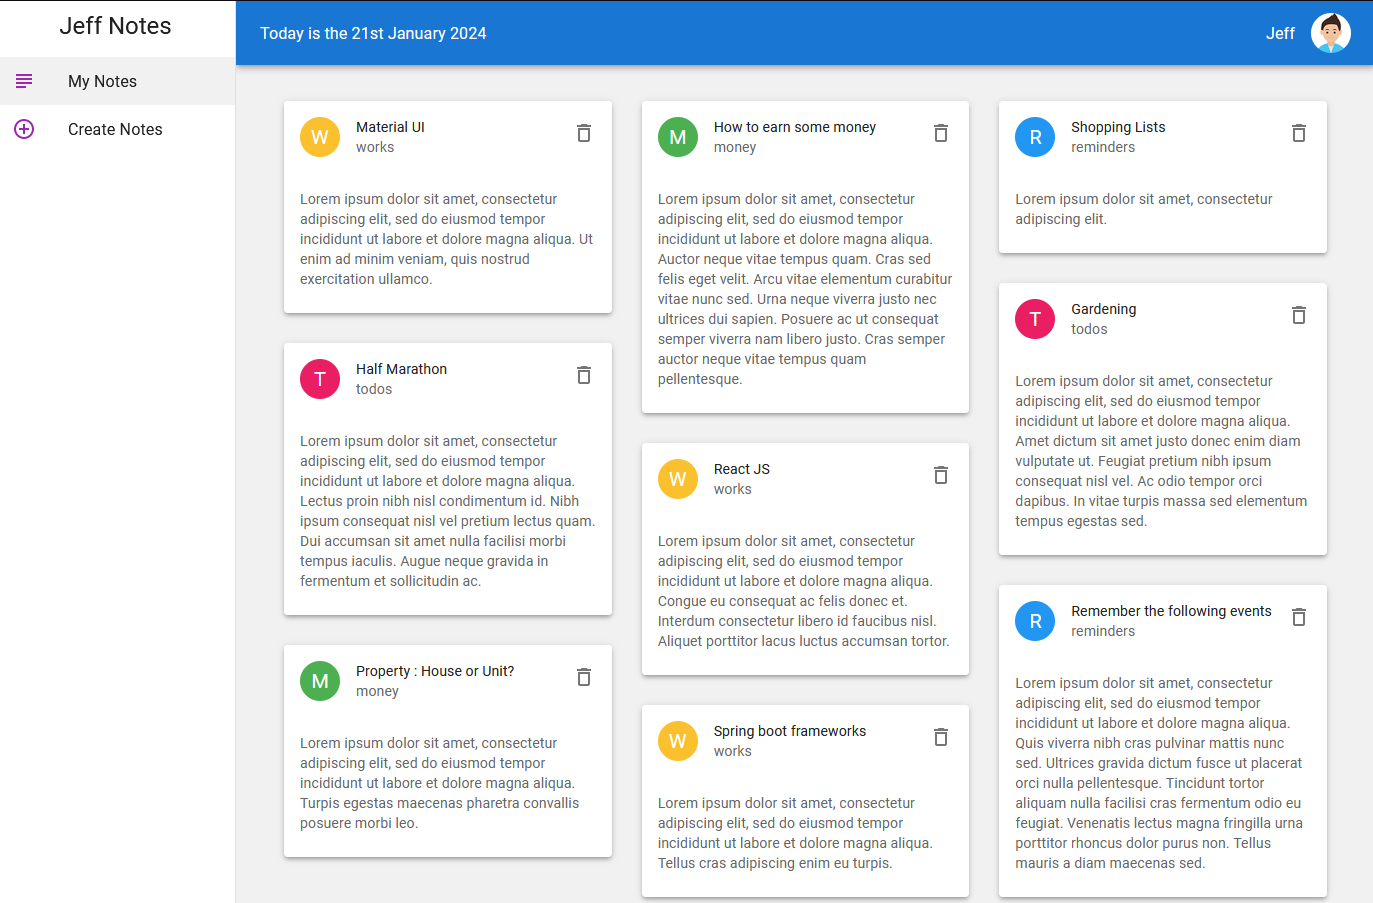 Jeff Notes
My Notes
Create Notes
Today is the 21st January 2024
Jeff
W
Material UI
works
Lorem ipsum dolor sit amet, consectetur
adipiscing elit, sed do eiusmod tempor
incididunt ut labore et dolore magna aliqua. Ut
enim ad minim veniam, quis nostrud
exercitation ullamco.
T
Half Marathon
todos
Lorem ipsum dolor sit amet, consectetur
adipiscing elit, sed do eiusmod tempor
incididunt ut labore et dolore magna aliqua.
Lectus proin nibh nisl condimentum id. Nibh
ipsum consequat nisl vel pretium lectus quam.
Dui accumsan sit amet nulla facilisi morbi
tempus iaculis. Augue neque gravida in
fermentum et sollicitudin ac.
M
Property : House or Unit?
money
Lorem ipsum dolor sit amet, consectetur
adipiscing elit, sed do eiusmod tempor
incididunt ut labore et dolore magna aliqua.
Turpis egestas maecenas pharetra convallis
posuere morbi leo.
M
How to earn some money
money
Lorem ipsum dolor sit amet, consectetur
adipiscing elit, sed do eiusmod tempor
incididunt ut labore et dolore magna aliqua.
Auctor neque vitae tempus quam. Cras sed
felis eget velit. Arcu vitae elementum curabitur
vitae nunc sed. Urna neque viverra justo nec
ultrices dui sapien. Posuere ac ut consequat
semper viverra nam libero justo. Cras semper
auctor neque vitae tempus quam
pellentesque.
W
React JS
works
Lorem ipsum dolor sit amet, consectetur
adipiscing elit, sed do eiusmod tempor
incididunt ut labore et dolore magna aliqua.
Congue eu consequat ac felis donec et.
Interdum consectetur libero id faucibus nisl.
Aliquet porttitor lacus luctus accumsan tortor.
W
Spring boot frameworks
works
Lorem ipsum dolor sit amet, consectetur
adipiscing elit, sed do eiusmod tempor
incididunt ut labore et dolore magna aliqua.
Tellus cras adipiscing enim eu turpis.
R
Shopping Lists
reminders
Lorem ipsum dolor sit amet, consectetur
adipiscing elit.
T
Gardening
todos
Lorem ipsum dolor sit amet, consectetur
adipiscing elit, sed do eiusmod tempor
incididunt ut labore et dolore magna aliqua.
Amet dictum sit amet justo donec enim diam
vulputate ut. Feugiat pretium nibh ipsum
consequat nisl vel. Ac odio tempor orci
dapibus. In vitae turpis massa sed elementum
tempus egestas sed.
R
Remember the following events
reminders
Lorem ipsum dolor sit amet, consectetur
adipiscing elit, sed do eiusmod tempor
incididunt ut labore et dolore magna aliqua.
Quis viverra nibh cras pulvinar mattis nunc
sed. Ultrices gravida dictum fusce ut placerat
orci nulla pellentesque. Tincidunt tortor
aliquam nulla facilisi cras fermentum odio eu
feugiat. Venenatis lectus magna fringilla urna
porttitor rhoncus dolor purus non. Tellus
mauris a diam maecenas sed.